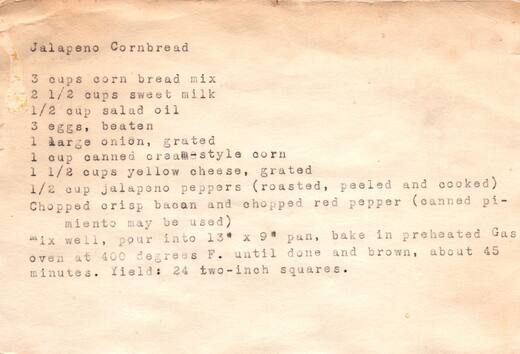 Jalapeno Cornbread
3 cups corn bread mix
2 1/2 cups sweet milk
1/2 cup salad oil
3 eggs, beaten
1 large onion, grated
1 cup canned cream-style corn
1 1/2 cups yellow cheese, grated
1/2 cup jalapeno peppers (roasted, peeled and cooked)
Chopped crisp bacan and chopped red pepper (canned pi-
miento may be used)
mix well, pour into 13" x 9" pan, bake in preheated Gas
oven at 400 degrees F. until done and brown, about 45
minutes. Yield: 24 two-inch squares.